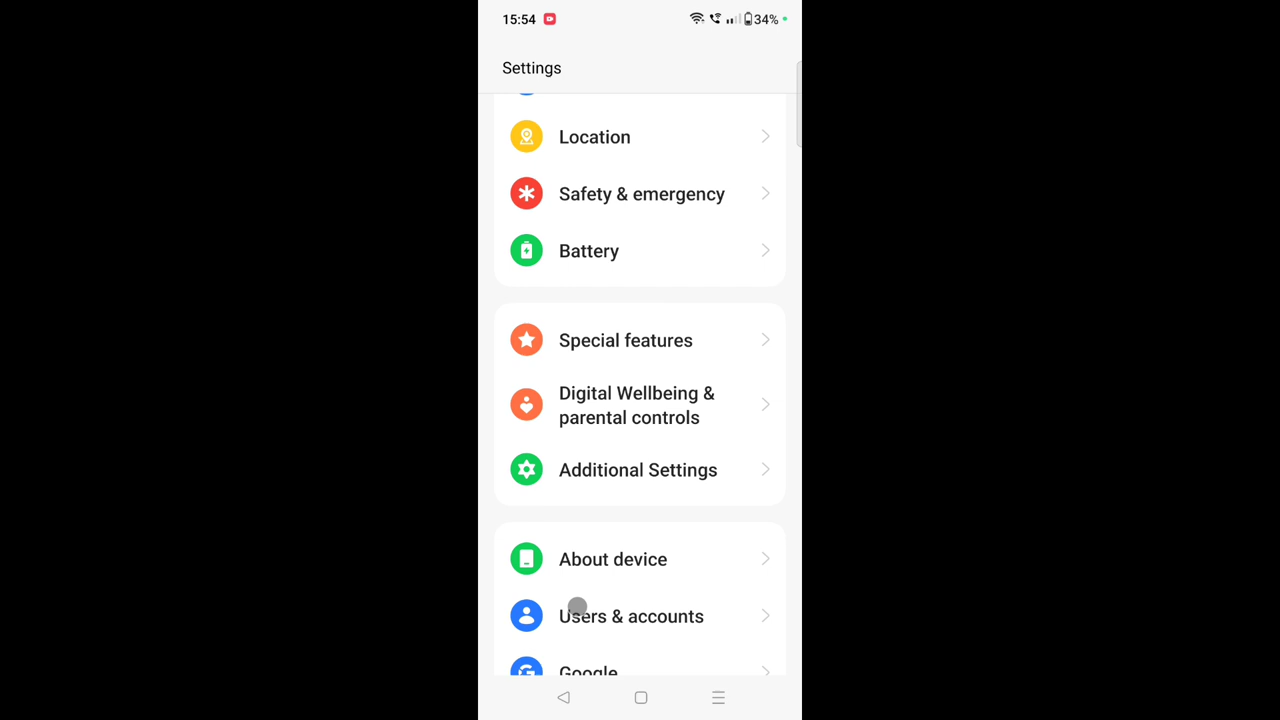 15:54
34%
Settings
Location
Safety & emergency
Battery
Special features
Digital Wellbeing &
parental controls
Additional Settings
About device
Users & accounts
Google